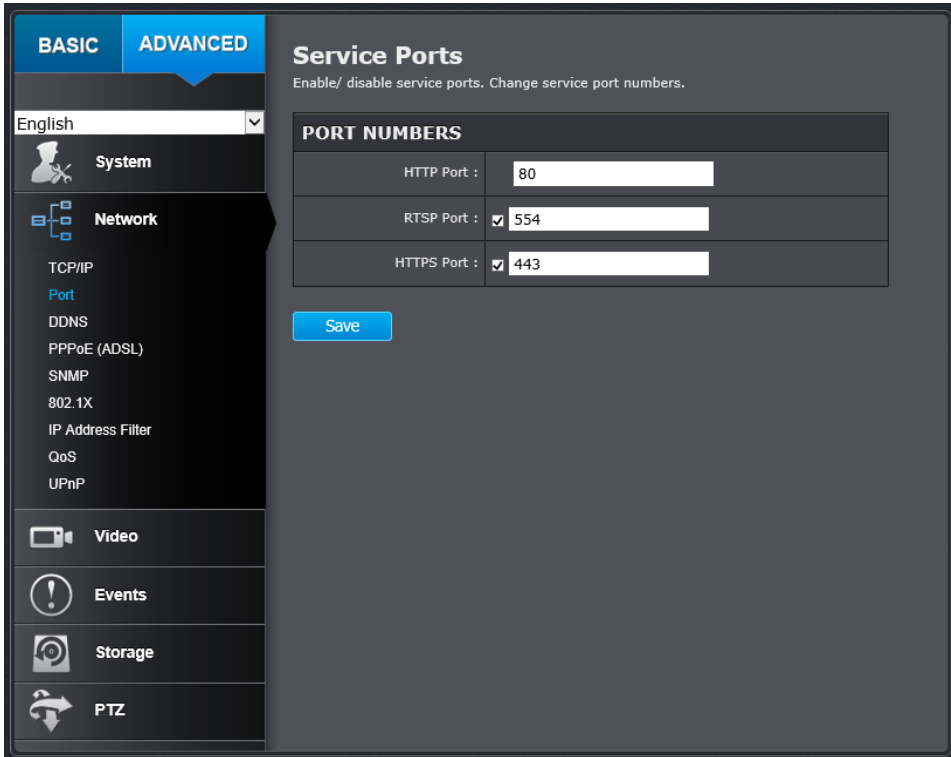 BASIC
ADVANCED
English
System
Network
TCP/IP
Port
DDNS
PPPoE (ADSL)
SNMP
802.1X
IP Address Filter
QoS
UPnP
Video
Events
Storage
PTZ
Service Ports
Enable/ disable service ports. Change service port numbers.
PORT NUMBERS
HTTP Port : 80
RTSP Port : 554
HTTPS Port : 443
Save